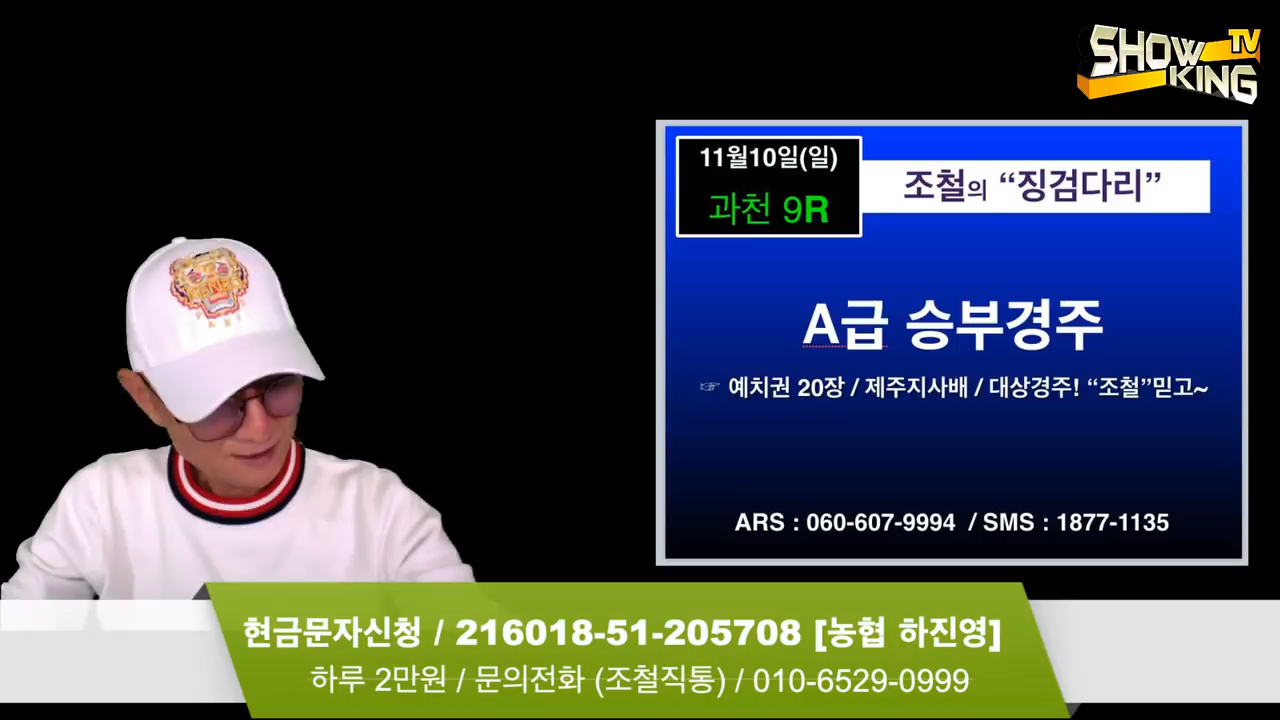 SHOW TV
KING
11월10일(일)
과천 9R
조철의 “징검다리”
A급 승부경주
☞ 예치권 20장 / 제주지사배 / 대상경주! “조철”믿고~
ARS : 060-607-9994 / SMS : 1877-1135
현금문자신청 / 216018-51-205708 [농협 하진영]
하루 2만원 / 문의전화 (조철직통) / 010-6529-0999